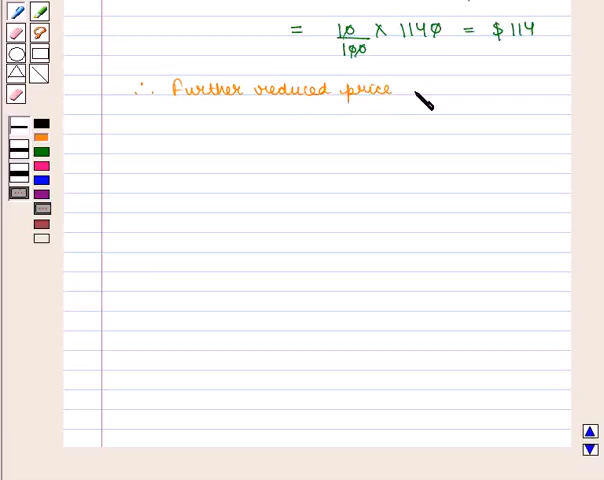 = 10/100 × 1140 = $ 114
∴ Further reduced price